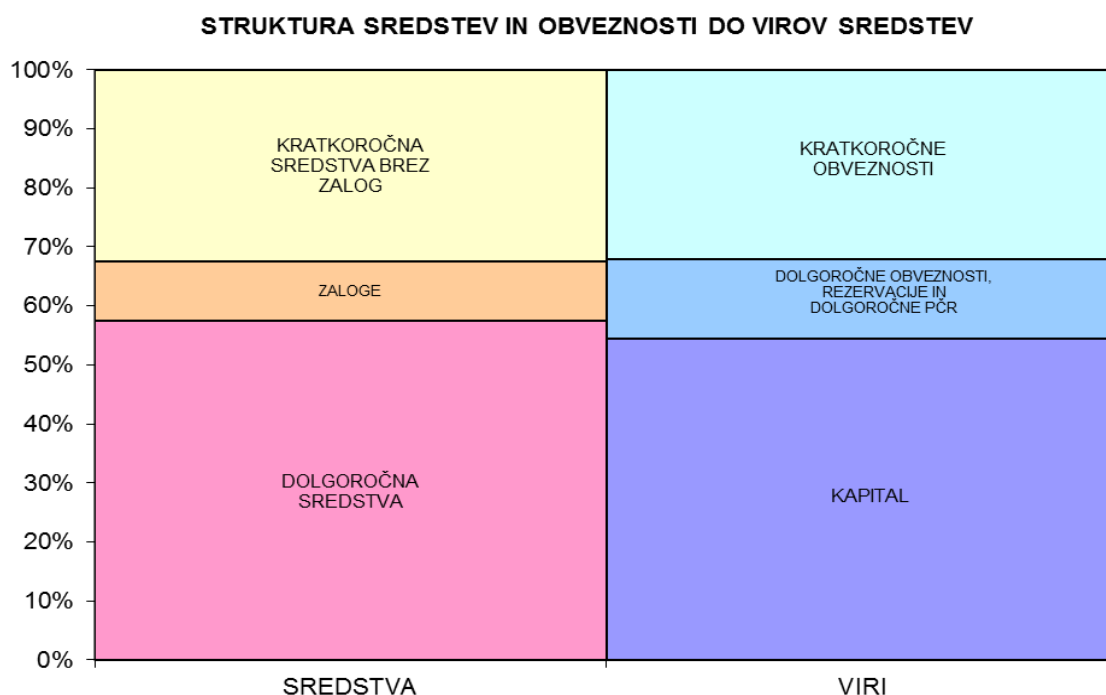 STRUKTURA SREDSTEV IN OBVEZNOSTI DO VIROV SREDSTEV
100%
90%
80%
70%
60%
50%
40%
30%
20%
10%
0%
KRATKOROČNA
SREDSTVA BREZ
ZALOG
ZALOGE
DOLGOROČNA
SREDSTVA
KRATKOROČNE
OBVEZNOSTI
DOLGOROČNE OBVEZNOSTI,
REZERVACIJE IN
DOLGOROČNE PČR
KAPITAL
SREDSTVA
VIRI